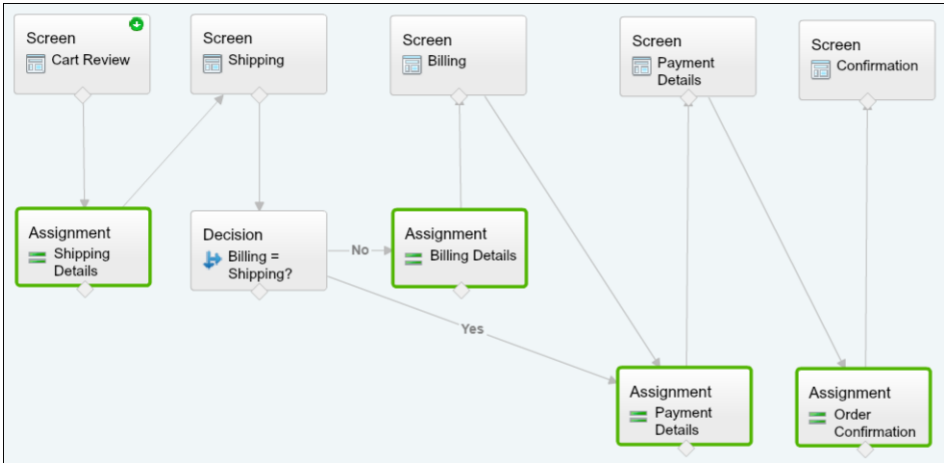 Screen
Cart Review
Screen
Shipping
Screen
Billing
Screen
Payment
Details
Screen
Confirmation
Assignment
Shipping
Details
Decision
Billing =
Shipping?
No
Assignment
Billing Details
Yes
Assignment
Payment
Details
Assignment
Order
Confirmation